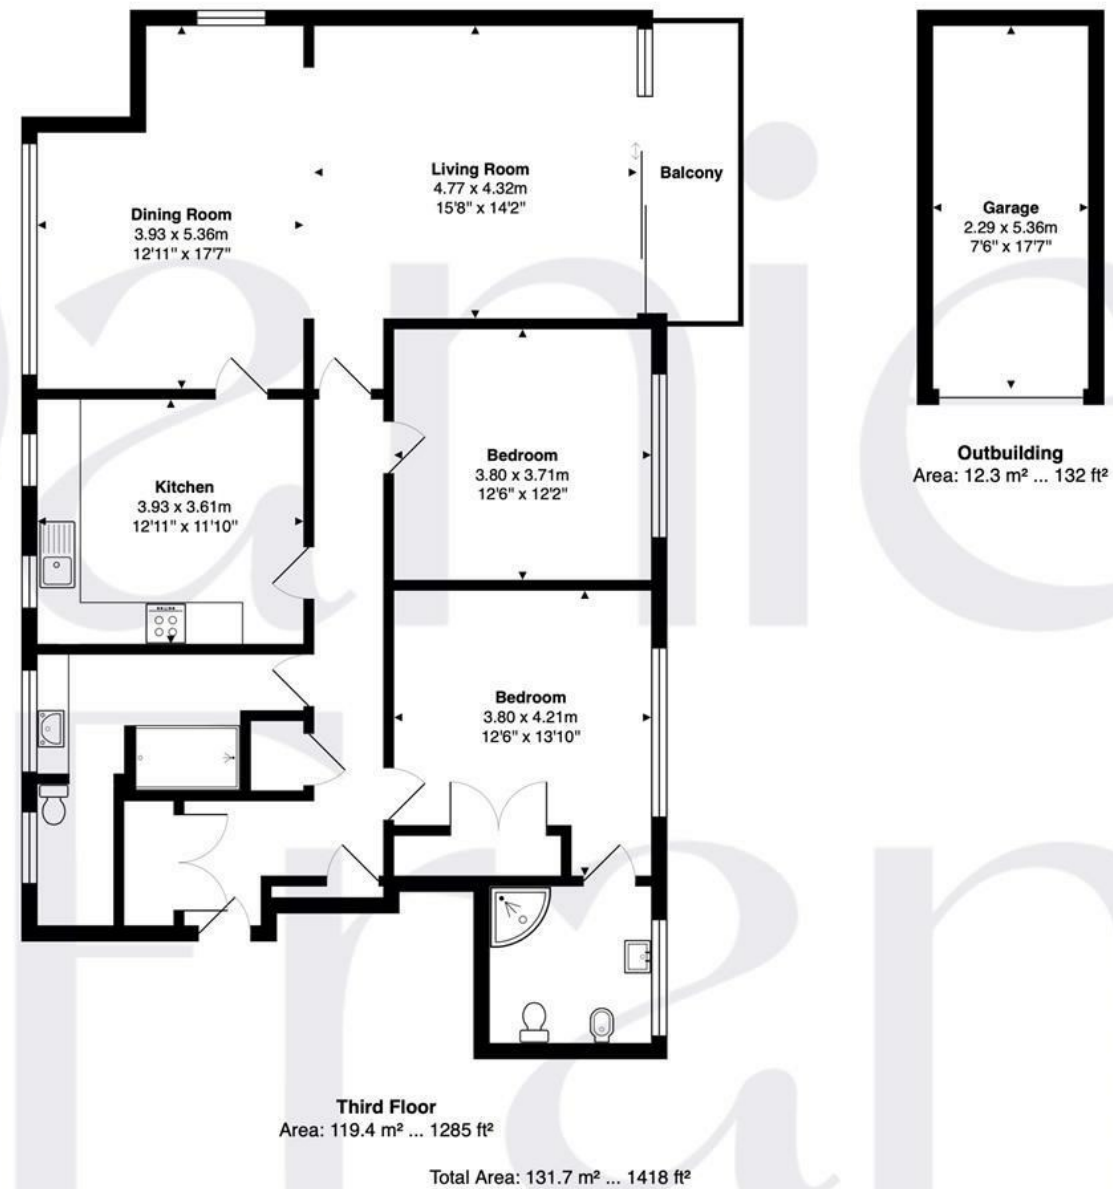 Dining Room
3.93 x 5.36m
12'11" x 17'7"
Living Room
4.77 x 4.32m
15'8" x 14'2"
Balcony
Garage
2.29 x 5.36m
7'6" x 17'7"
Outbuilding
Area: 12.3 m² ... 132 ft²
Kitchen
3.93 x 3.61m
12'11" x 11'10"
Bedroom
3.80 x 3.71m
12'6" x 12'2"
Bedroom
3.80 x 4.21m
12'6" x 13'10"
Third Floor
Area: 119.4 m² ... 1285 ft²
Total Area: 131.7 m² ... 1418 ft²